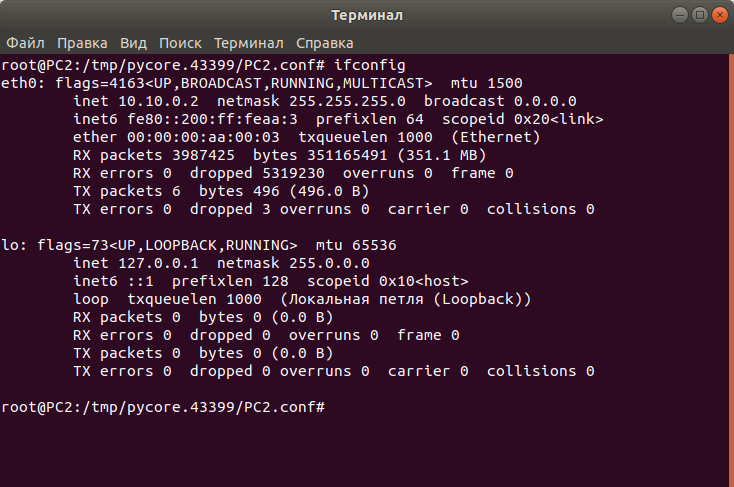 Терминал
Файл Правка Вид Поиск Терминал Справка
root@PC2:/tmp/pycore.43399/PC2.conf# ifconfig
eth0: flags=4163<UP,BROADCAST,RUNNING,MULTICAST>  mtu 1500
        inet 10.10.0.2  netmask 255.255.255.0  broadcast 0.0.0.0
        inet6 fe80::200:ff:feaa:3  prefixlen 64  scopeid 0x20<link>
        ether 00:00:00:aa:00:03  txqueuelen 1000  (Ethernet)
        RX packets 3987425  bytes 351165491 (351.1 MB)
        RX errors 0  dropped 5319230  overruns 0  frame 0
        TX packets 6  bytes 496 (496.0 B)
        TX errors 0  dropped 3 overruns 0  carrier 0  collisions 0

lo: flags=73<UP,LOOPBACK,RUNNING>  mtu 65536
        inet 127.0.0.1  netmask 255.0.0.0
        inet6 ::1  prefixlen 128  scopeid 0x10<host>
        loop  txqueuelen 1000  (Локальная петля (Loopback))
        RX packets 0  bytes 0 (0.0 B)
        RX errors 0  dropped 0  overruns 0  frame 0
        TX packets 0  bytes 0 (0.0 B)
        TX errors 0  dropped 0 overruns 0  carrier 0  collisions 0

root@PC2:/tmp/pycore.43399/PC2.conf#